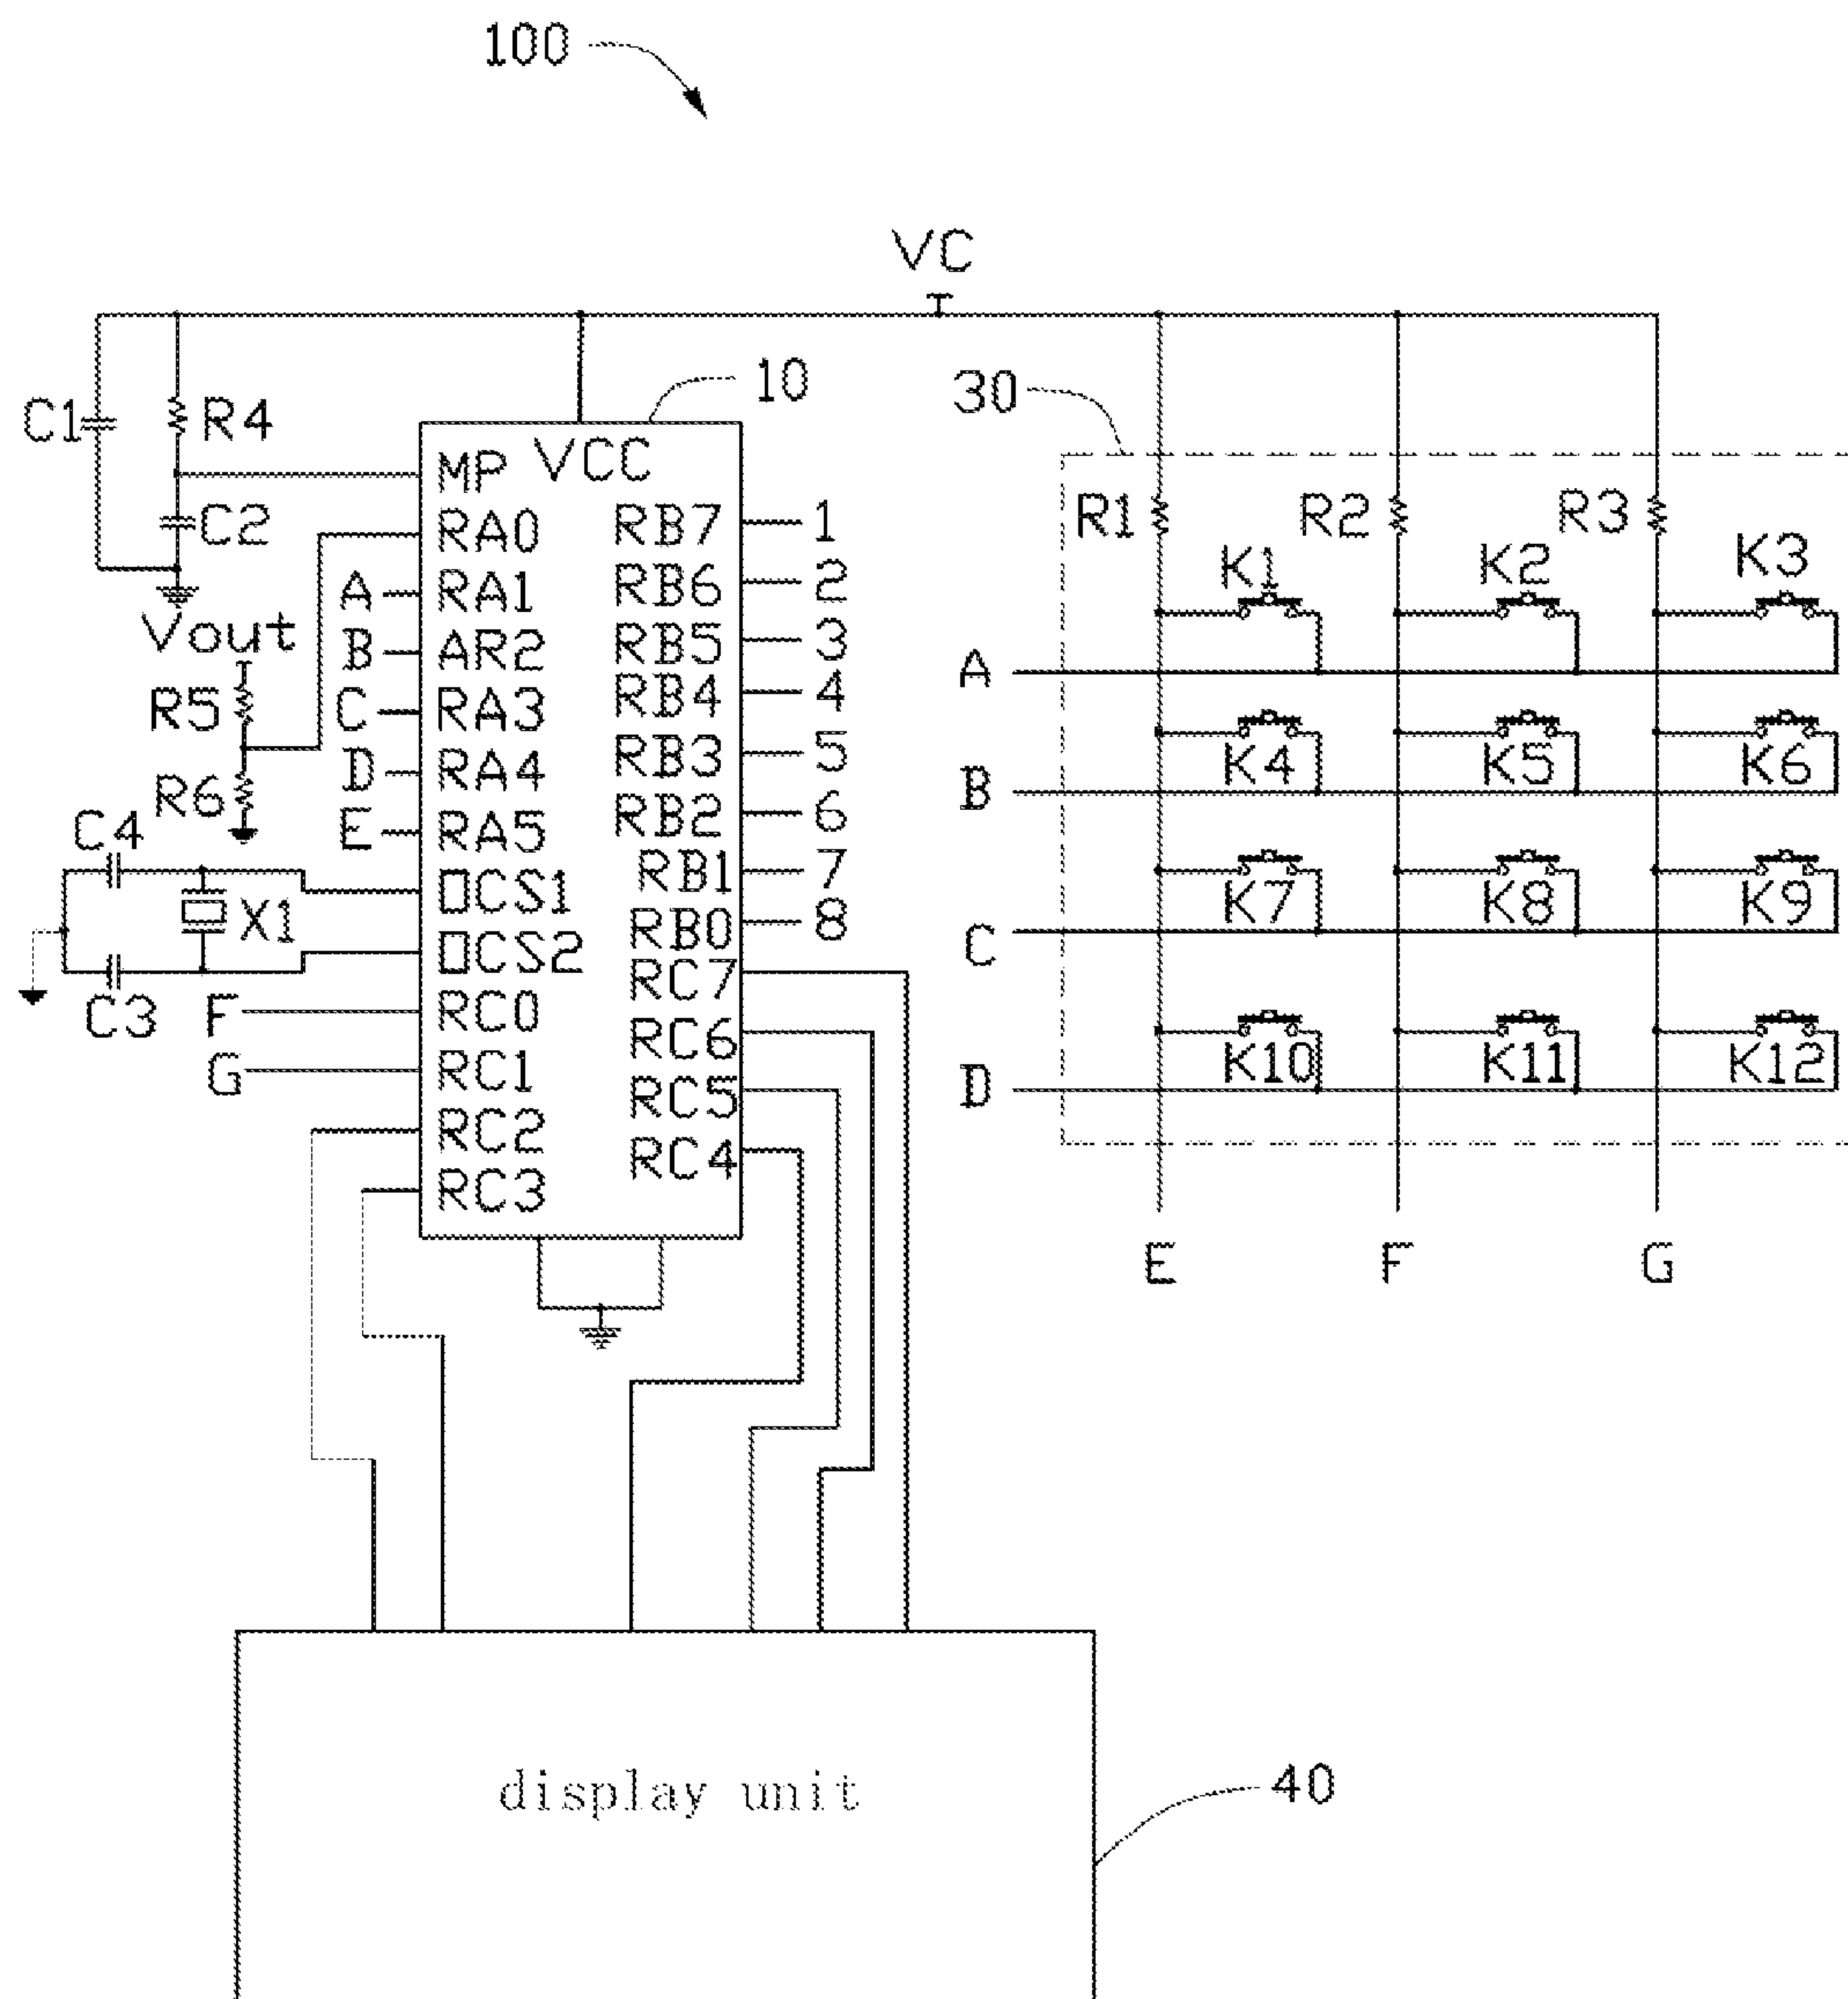 100
VC
10
30
C1
R4
VCC
MP
C2
RA0
RB7
1
R1
R2
R3
A
RA1
RB6
2
K1
K2
K3
Vout
B
AR2
RB5
3
A
R5
C
RA3
RB4
4
D
RA4
RB3
5
K4
K5
K6
R6
B
E
RA5
RB2
6
C4
OCS1
RB1
7
K7
K8
K9
X1
RB0
8
OCS2
C
RC7
C3
F
RC0
RC6
K10
K11
K12
G
RC1
RC5
D
RC2
RC4
RC3
E
F
G
display unit
40